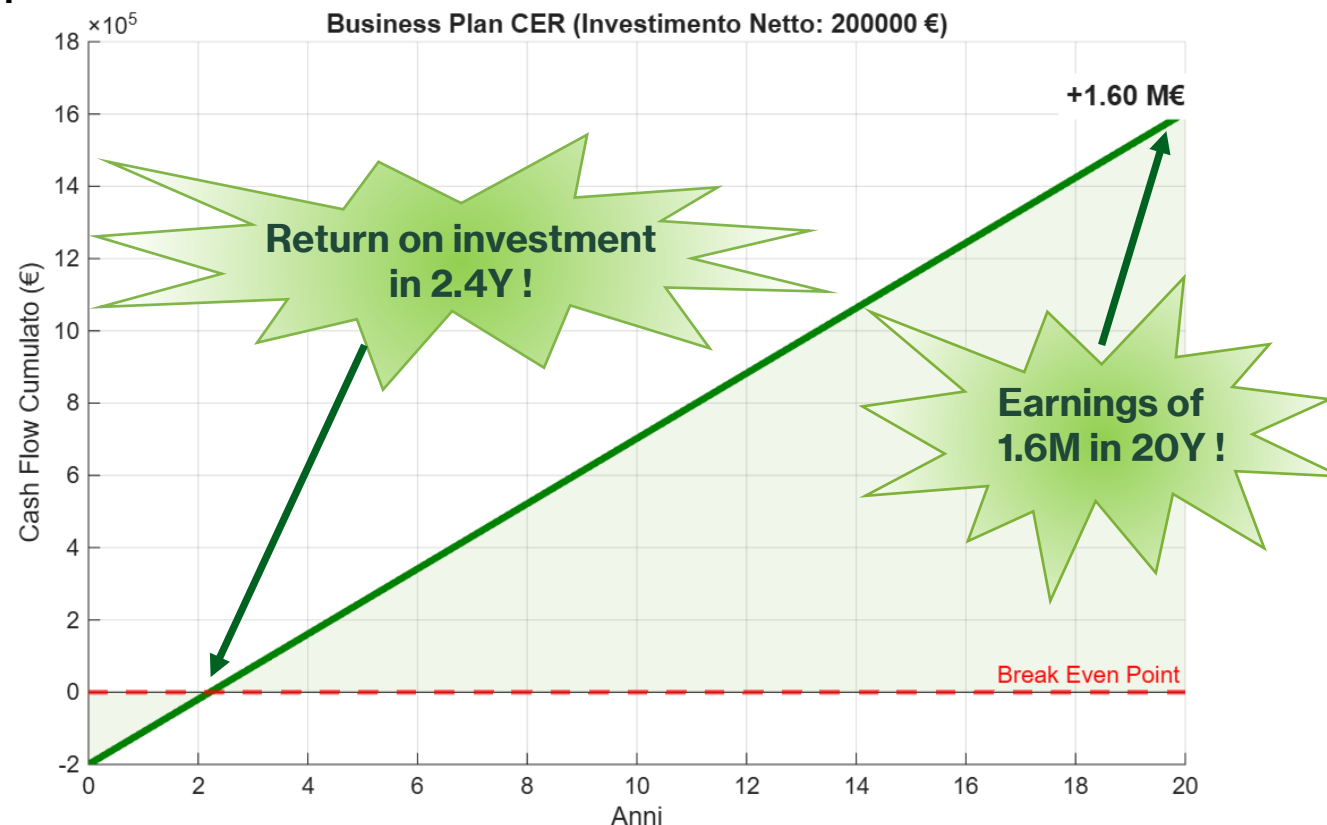 Business Plan CER (Investimento Netto: 200000 €)
×10⁵
18
16
14
12
10
8
6
4
2
0
-2
Cash Flow Cumulato (€)
+1.60 M€
Return on investment
in 2.4Y !
Earnings of
1.6M in 20Y !
Break Even Point
0 2 4 6 8 10 12 14 16 18 20
Anni